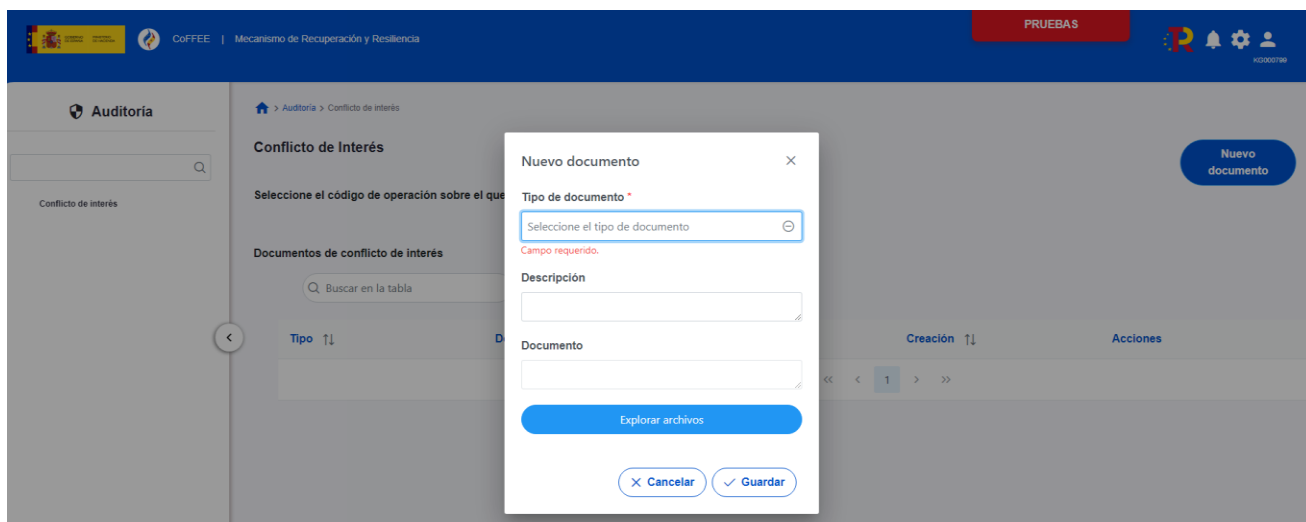 PRUEBAS
CoFFEE | Mecanismo de Recuperación y Resiliencia
KG000799
Auditoría
Auditoría > Conflicto de interés
Conflicto de Interés
Nuevo documento
Conflicto de interés
Seleccione el código de operación sobre el que
Documentos de conflicto de interés
Buscar en la tabla
Tipo
Creación
Acciones
1
Nuevo documento
Tipo de documento *
Seleccione el tipo de documento
Campo requerido.
Descripción
Documento
Explorar archivos
Cancelar
Guardar